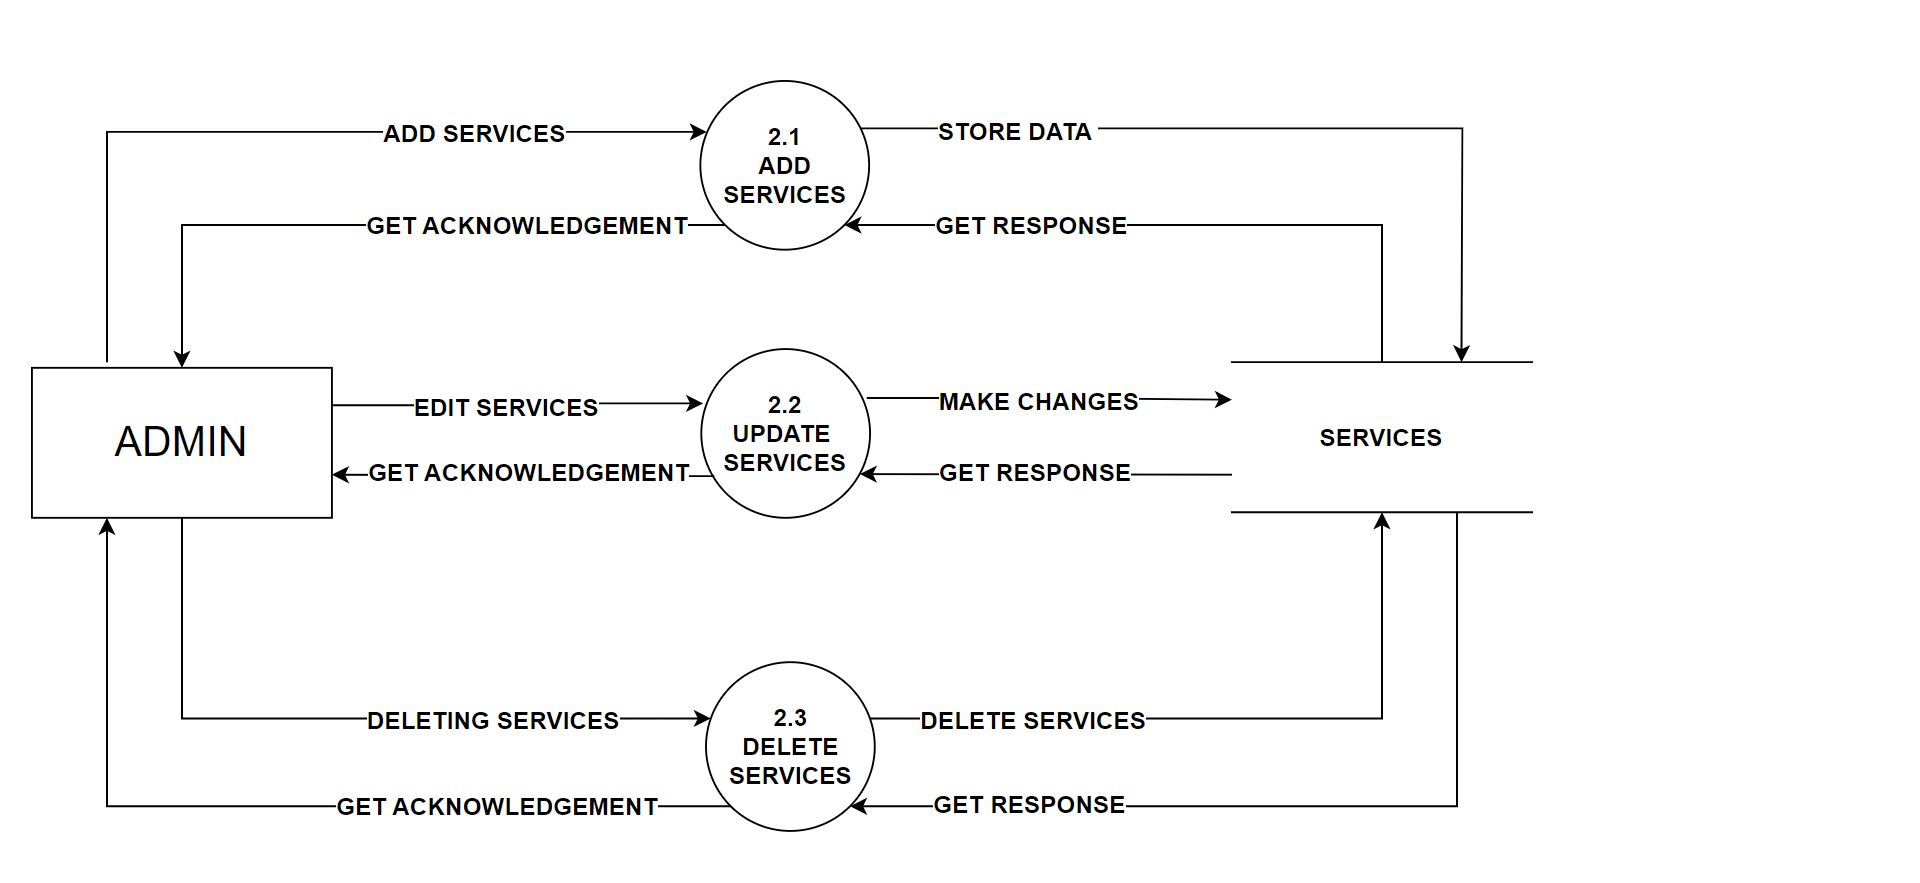 ADD SERVICES
2.1
ADD
SERVICES
STORE DATA
GET ACKNOWLEDGEMENT
GET RESPONSE
ADMIN
EDIT SERVICES
2.2
UPDATE
SERVICES
MAKE CHANGES
SERVICES
GET ACKNOWLEDGEMENT
GET RESPONSE
DELETING SERVICES
2.3
DELETE
SERVICES
DELETE SERVICES
GET ACKNOWLEDGEMENT
GET RESPONSE